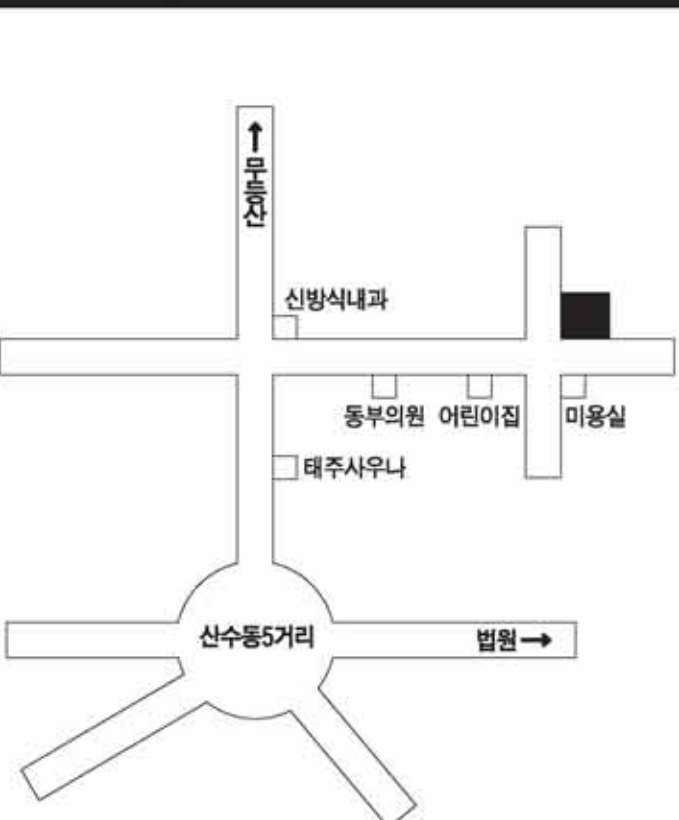 ↑무등산
신방식내과
동부의원 어린이집 미용실
태주사우나
산수동5거리
법원→